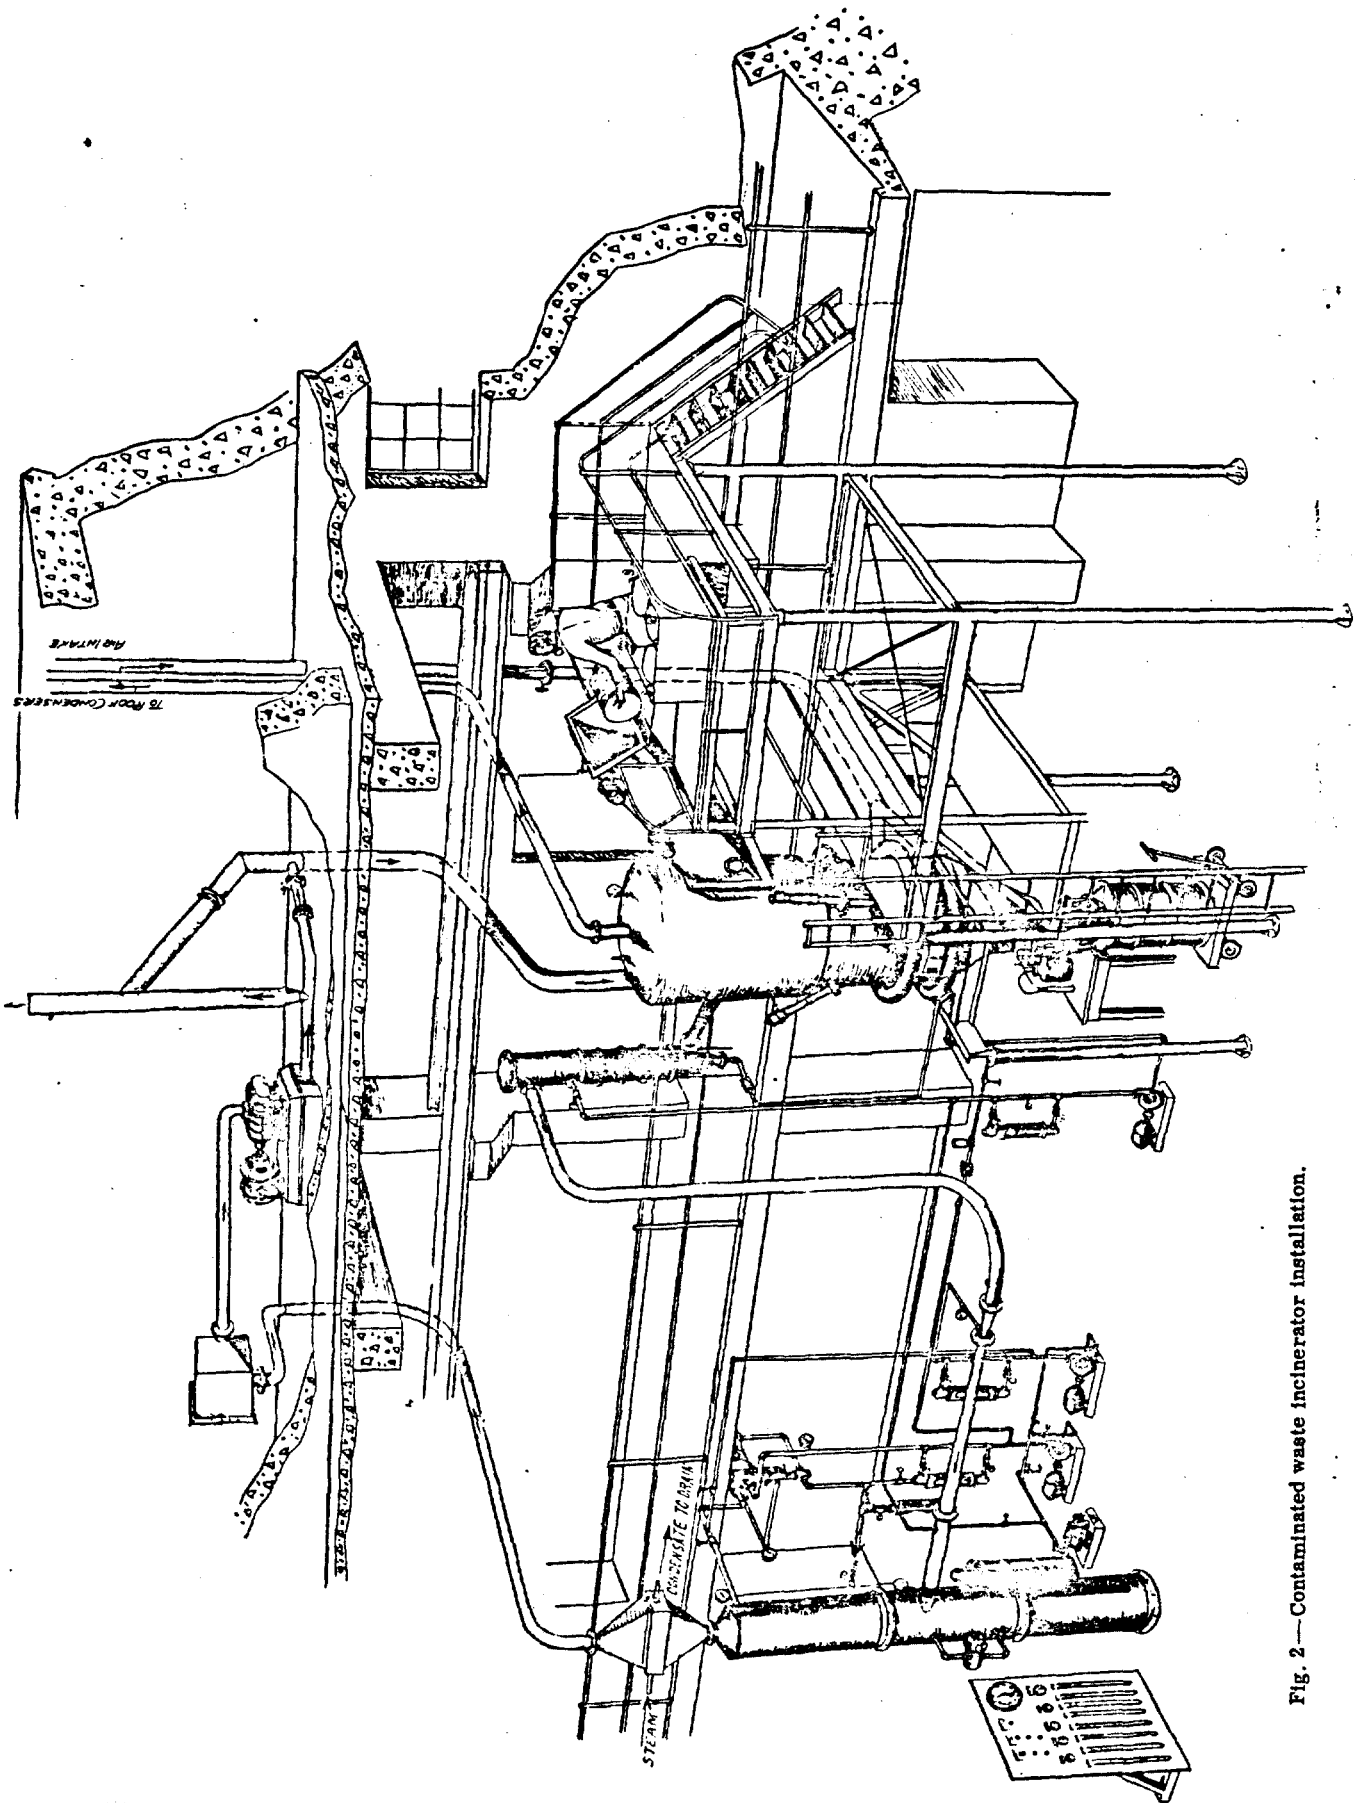 TO ROOF CONDENSERS
AIR INTAKE
STEAM
CONDENSATE TO DRAIN
Fig. 2—Contaminated waste incinerator installation.